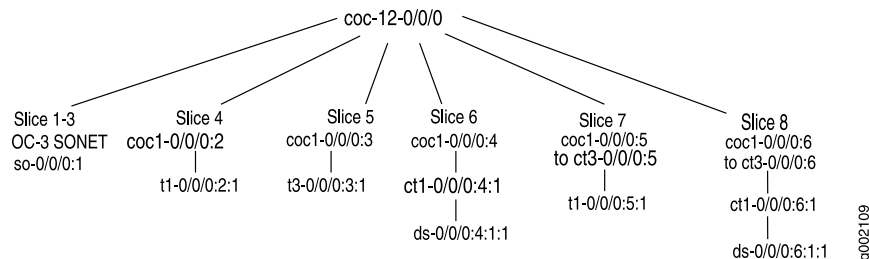 coc-12-0/0/0
Slice 1-3
OC-3 SONET
so-0/0/0:1
Slice 4
coc1-0/0/0:2
t1-0/0/0:2:1
Slice 5
coc1-0/0/0:3
t3-0/0/0:3:1
Slice 6
coc1-0/0/0:4
ct1-0/0/0:4:1
ds-0/0/0:4:1:1
Slice 7
coc1-0/0/0:5
to ct3-0/0/0:5
t1-0/0/0:5:1
Slice 8
coc1-0/0/0:6
to ct3-0/0/0:6
ct1-0/0/0:6:1
ds-0/0/0:6:1:1
g002109